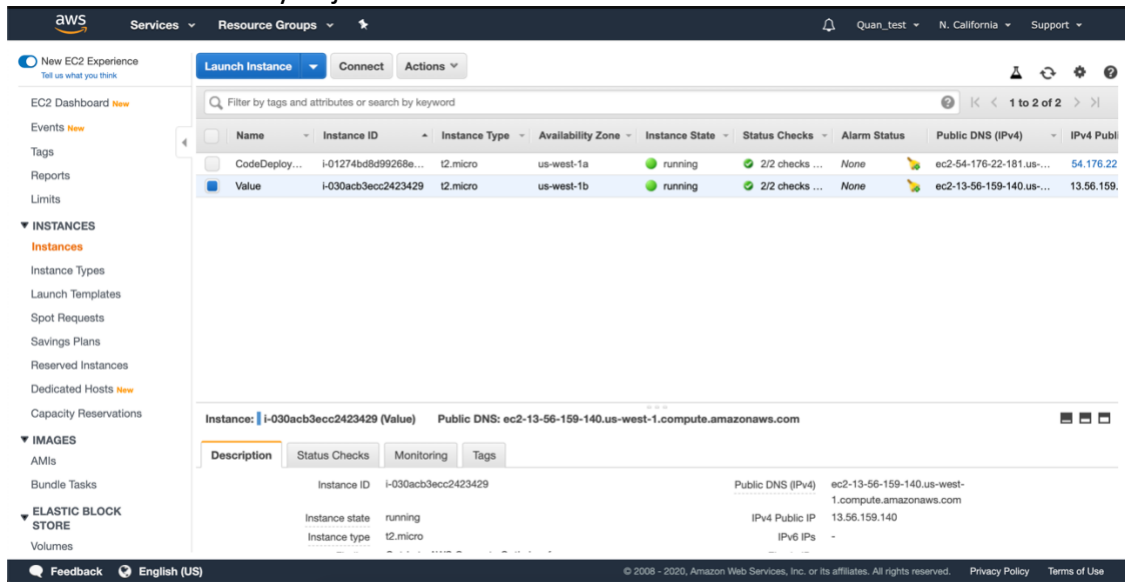 aws Services Resource Groups Quan_test N. California Support
New EC2 Experience
Tell us what you think
EC2 Dashboard New
Events New
Tags
Reports
Limits
INSTANCES
Instances
Instance Types
Launch Templates
Spot Requests
Savings Plans
Reserved Instances
Dedicated Hosts New
Capacity Reservations
IMAGES
AMIs
Bundle Tasks
ELASTIC BLOCK
STORE
Volumes
Launch Instance Connect Actions
Filter by tags and attributes or search by keyword 1 to 2 of 2
Name Instance ID Instance Type Availability Zone Instance State Status Checks Alarm Status Public DNS (IPv4) IPv4 Publi
CodeDeploy... i-01274bd8d99268e... t2.micro us-west-1a running 2/2 checks ... None ec2-54-176-22-181.us-... 54.176.22
Value i-030acb3ecc2423429 t2.micro us-west-1b running 2/2 checks ... None ec2-13-56-159-140.us-... 13.56.159.
Instance: i-030acb3ecc2423429 (Value) Public DNS: ec2-13-56-159-140.us-west-1.compute.amazonaws.com
Description Status Checks Monitoring Tags
Instance ID i-030acb3ecc2423429 Public DNS (IPv4) ec2-13-56-159-140.us-west-
1.compute.amazonaws.com
Instance state running IPv4 Public IP 13.56.159.140
Instance type t2.micro IPv6 IPs -
Feedback English (US) © 2008 - 2020, Amazon Web Services, Inc. or its affiliates. All rights reserved. Privacy Policy Terms of Use